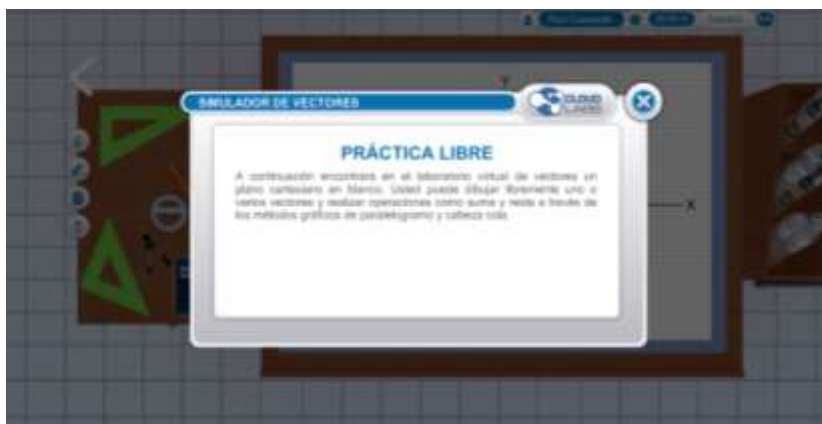 SIMULADOR DE VECTORES
CLOUD
LABS
PRÁCTICA LIBRE
A continuación encontrará en el laboratorio virtual de vectores un
plano cartesiano en blanco. Usted puede dibujar libremente uno o
varios vectores y realizar operaciones como suma y resta a través de
los métodos gráficos de paralelogramo y cabeza cola.
Y
X